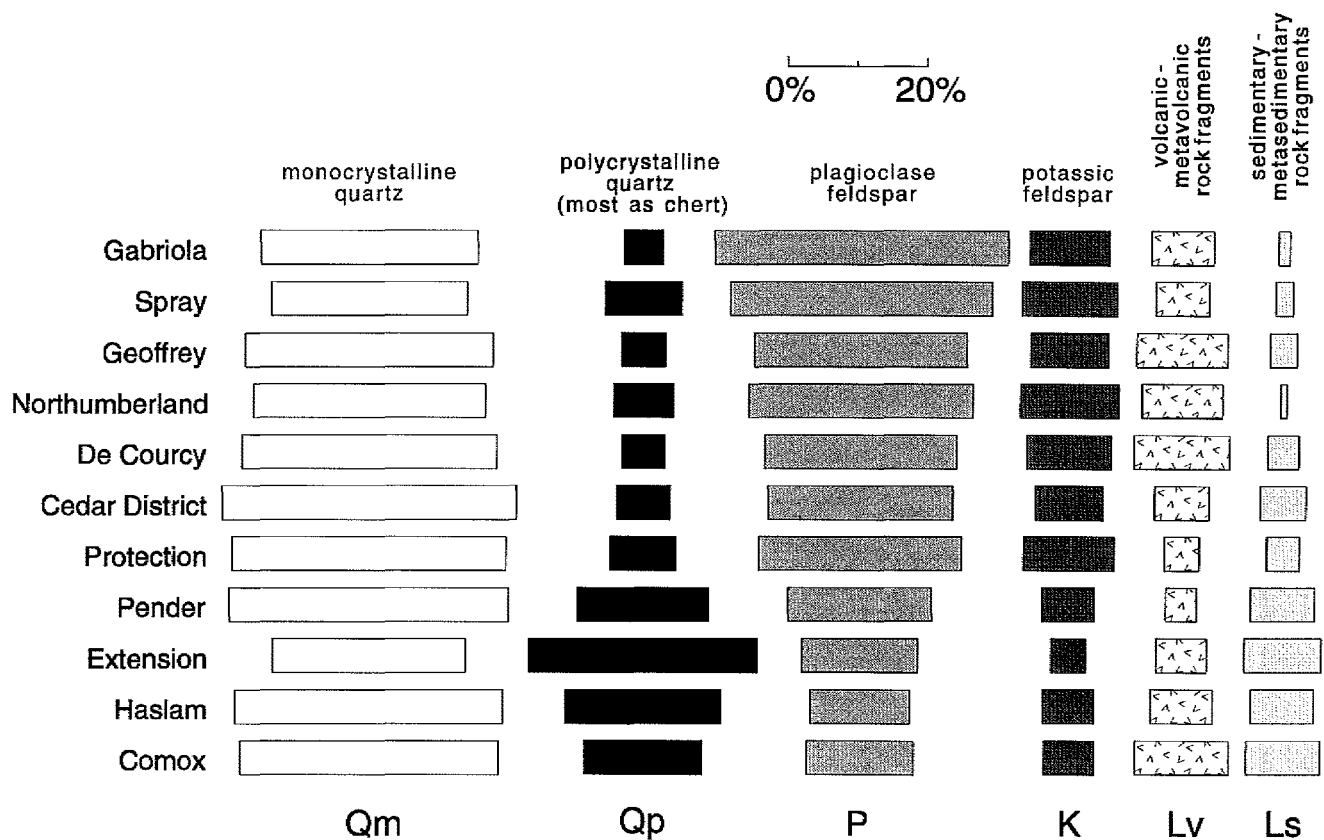 0% 20%
monocrystalline
quartz
polycrystalline
quartz
(most as chert)
plagioclase
feldspar
potassic
feldspar
volcanic -
metavolcanic
rock fragments
sedimentary -
metasedimentary
rock fragments
Gabriola
Spray
Geoffrey
Northumberland
De Courcy
Cedar District
Protection
Pender
Extension
Haslam
Comox
Qm Qp P K Lv Ls